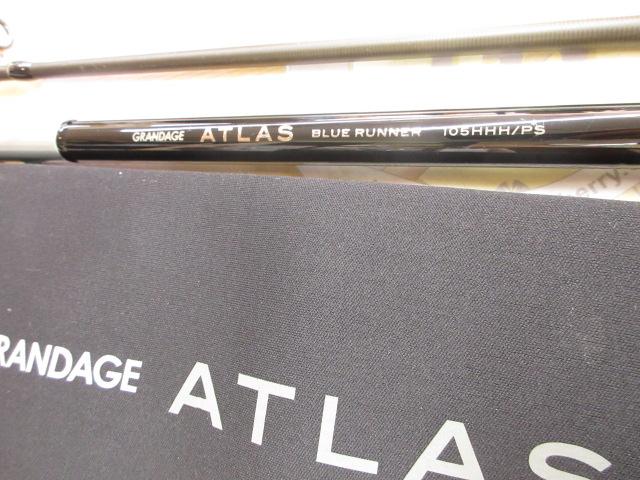 GRANDAGE ATLAS BLUE RUNNER 105HHH/PS
RANDAGE ATLAS